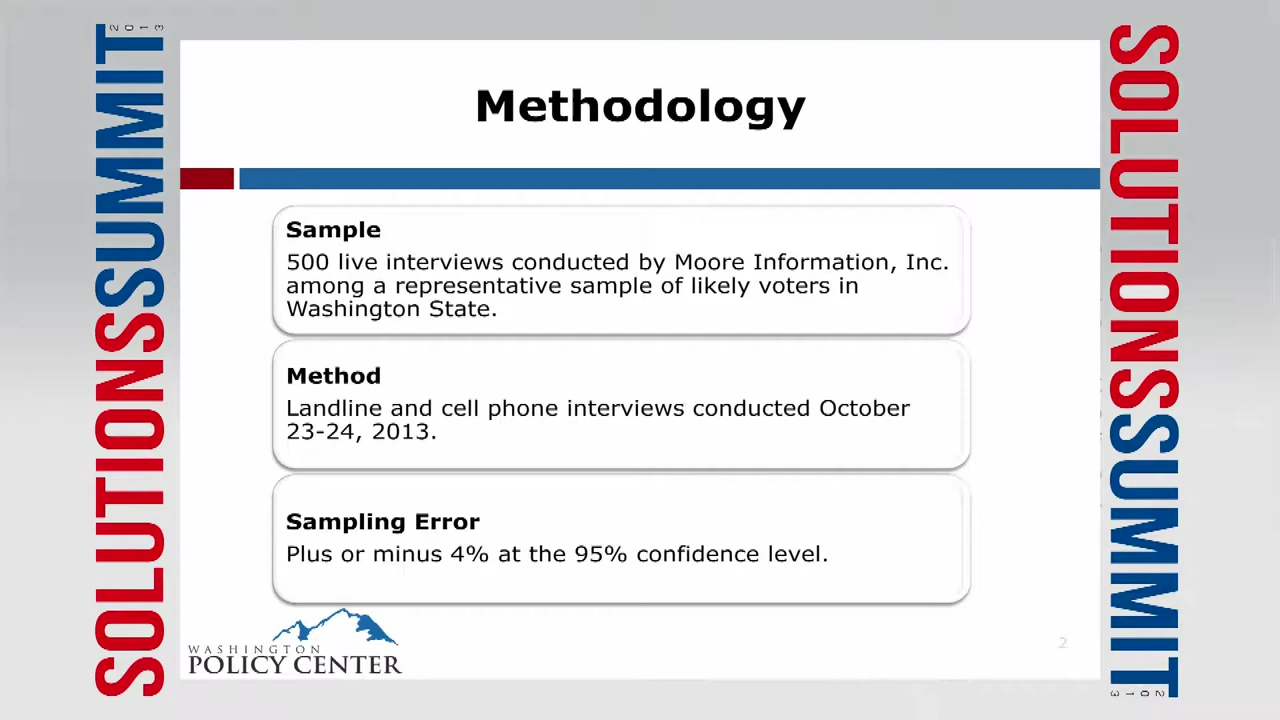 SOLUTIONSSUMMIT
2013
Methodology
Sample
500 live interviews conducted by Moore Information, Inc.
among a representative sample of likely voters in
Washington State.
Method
Landline and cell phone interviews conducted October
23-24, 2013.
Sampling Error
Plus or minus 4% at the 95% confidence level.
WASHINGTON
POLICY CENTER
2
SOLUTIONSSUMMIT
2013